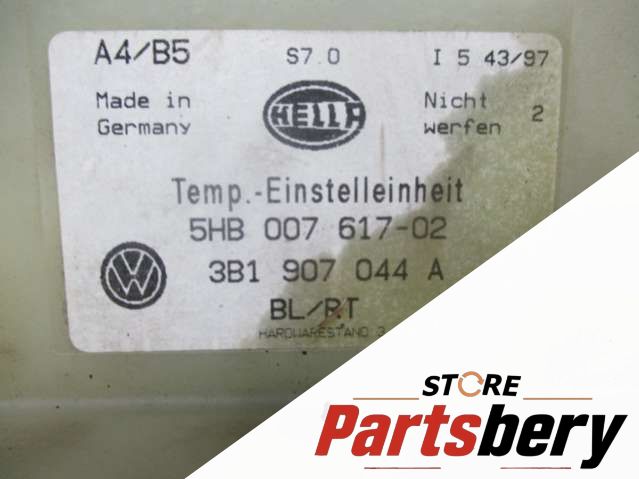 A4/B5 S7.0 I 5 43/97
Made in Germany
HELLA
Nicht werfen 2
Temp.-Einstelleinheit
5HB 007 617-02
VW
3B1 907 044 A
BL/RT
HARDWARESTAND 3
STORE
Partsbery